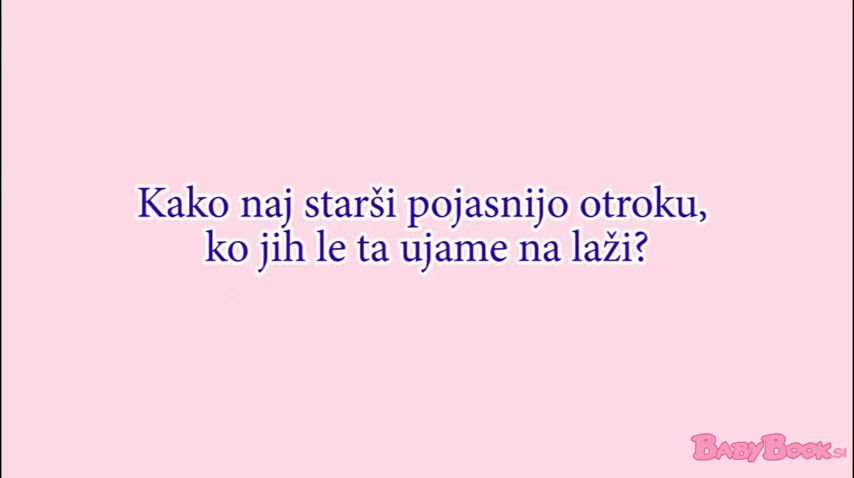 Kako naj starši pojasnijo otroku,
ko jih le ta ujame na laži?
BABYBOOK.SI